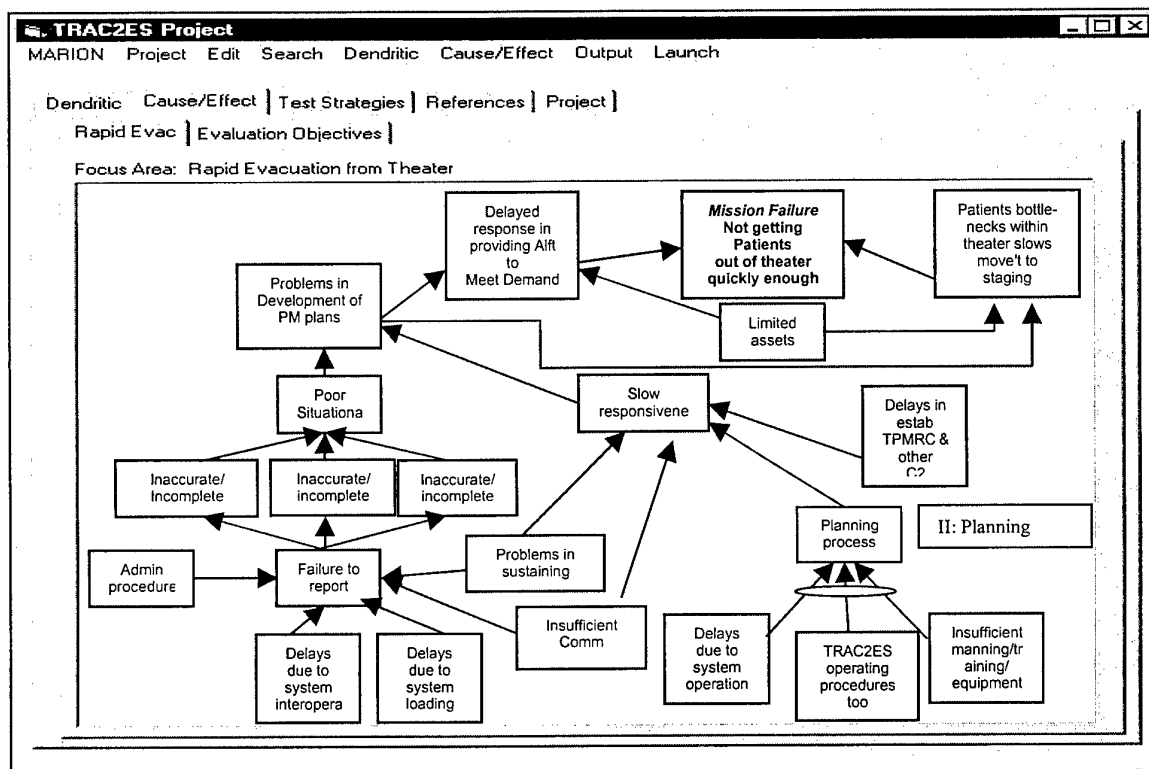 TRAC2ES Project
MARION Project Edit Search Dendritic Cause/Effect Output Launch
Dendritic Cause/Effect Test Strategies References Project
Rapid Evac Evaluation Objectives
Focus Area: Rapid Evacuation from Theater
Delayed
response in
providing Alft
to
Meet Demand
Mission Failure
Not getting
Patients
out of theater
quickly enough
Patients bottle-
necks within
theater slows
move't to
staging
Problems in
Development of
PM plans
Limited
assets
Poor
Situationa
Slow
responsivene
Delays in
estab
TPMRC &
other
C2
Inaccurate/
Incomplete
Inaccurate/
incomplete
Inaccurate/
incomplete
Planning
process
II: Planning
Admin
procedure
Failure to
report
Problems in
sustaining
Insufficient
Comm
Delays
due to
system
interopera
Delays
due to
system
loading
Delays
due to
system
operation
TRAC2ES
operating
procedures
too
Insufficient
manning/tr
aining/
equipment